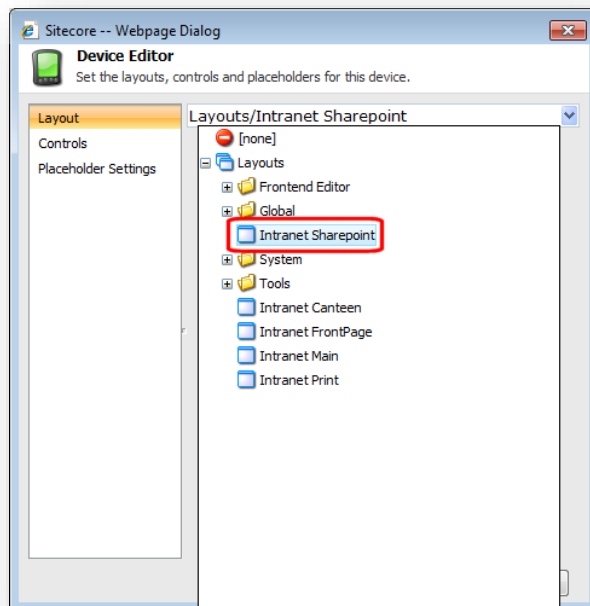 Sitecore -- Webpage Dialog
Device Editor
Set the layouts, controls and placeholders for this device.
Layout
Controls
Placeholder Settings
Layouts/Intranet Sharepoint
[none]
Layouts
Frontend Editor
Global
Intranet Sharepoint
System
Tools
Intranet Canteen
Intranet FrontPage
Intranet Main
Intranet Print